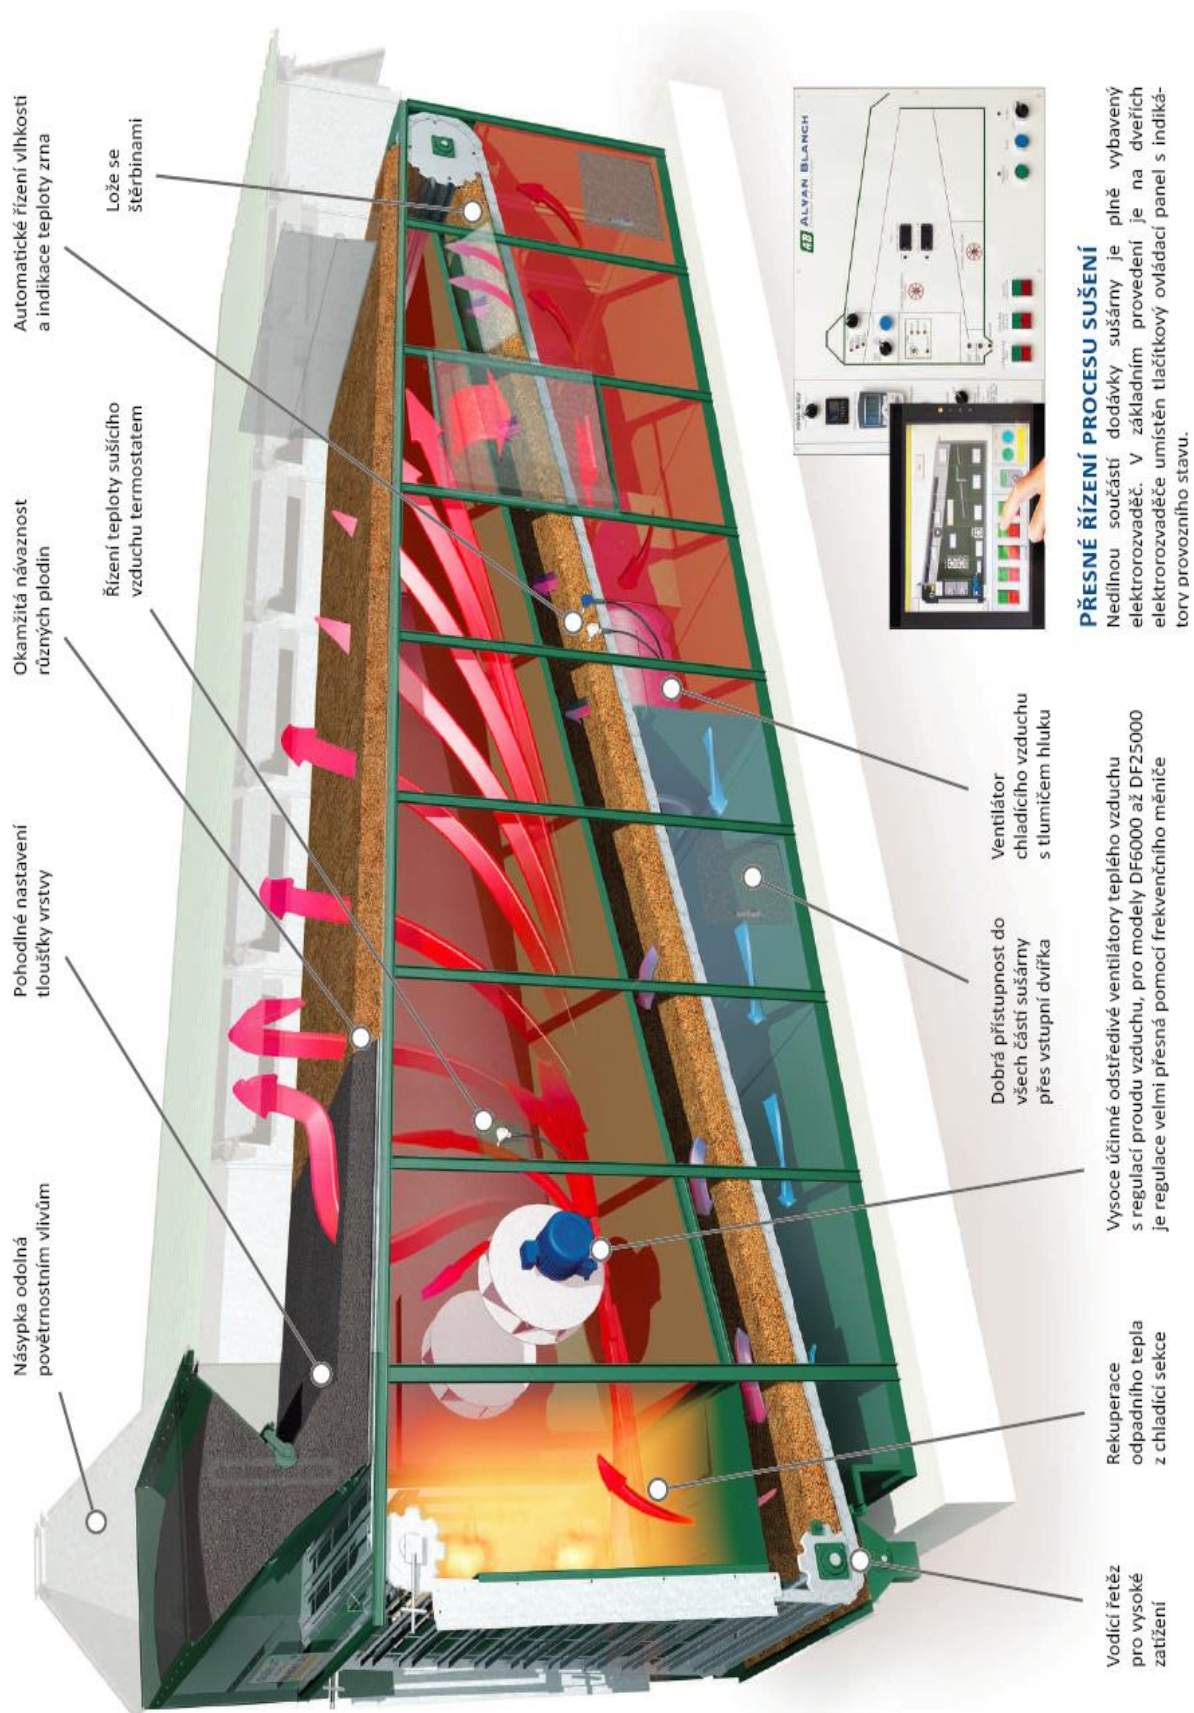 Násypka odolná
povětrnostním vlivům
Pohodlné nastavení
tloušťky vrstvy
Okamžitá návaznost
různých plodin
Řízení teploty sušícího
vzduchu termostatem
Automatické řízení vlhkosti
a indikace teploty zrna
Lože se
štěrbinami
Vodící řetěz
pro vysoké
zatížení
Rekuperace
odpadního tepla
z chladící sekce
Vysoce účinné odstředivé ventilátory teplého vzduchu
s regulací proudu vzduchu, pro modely DF6000 až DF25000
je regulace velmi přesná pomocí frekvenčního měniče
Dobrá přístupnost do
všech částí sušárny
přes vstupní dvířka
Ventilátor
chladícího vzduchu
s tlumičem hluku
AB ALVAN BLANCH
PŘESNÉ ŘÍZENÍ PROCESU SUŠENÍ
Nedílnou součástí dodávky sušárny je plně vybavený
elektrorozvaděč. V základním provedení je na dveřích
elektrorozvaděče umístěn tlačítkový ovládací panel s indiká-
tory provozního stavu.